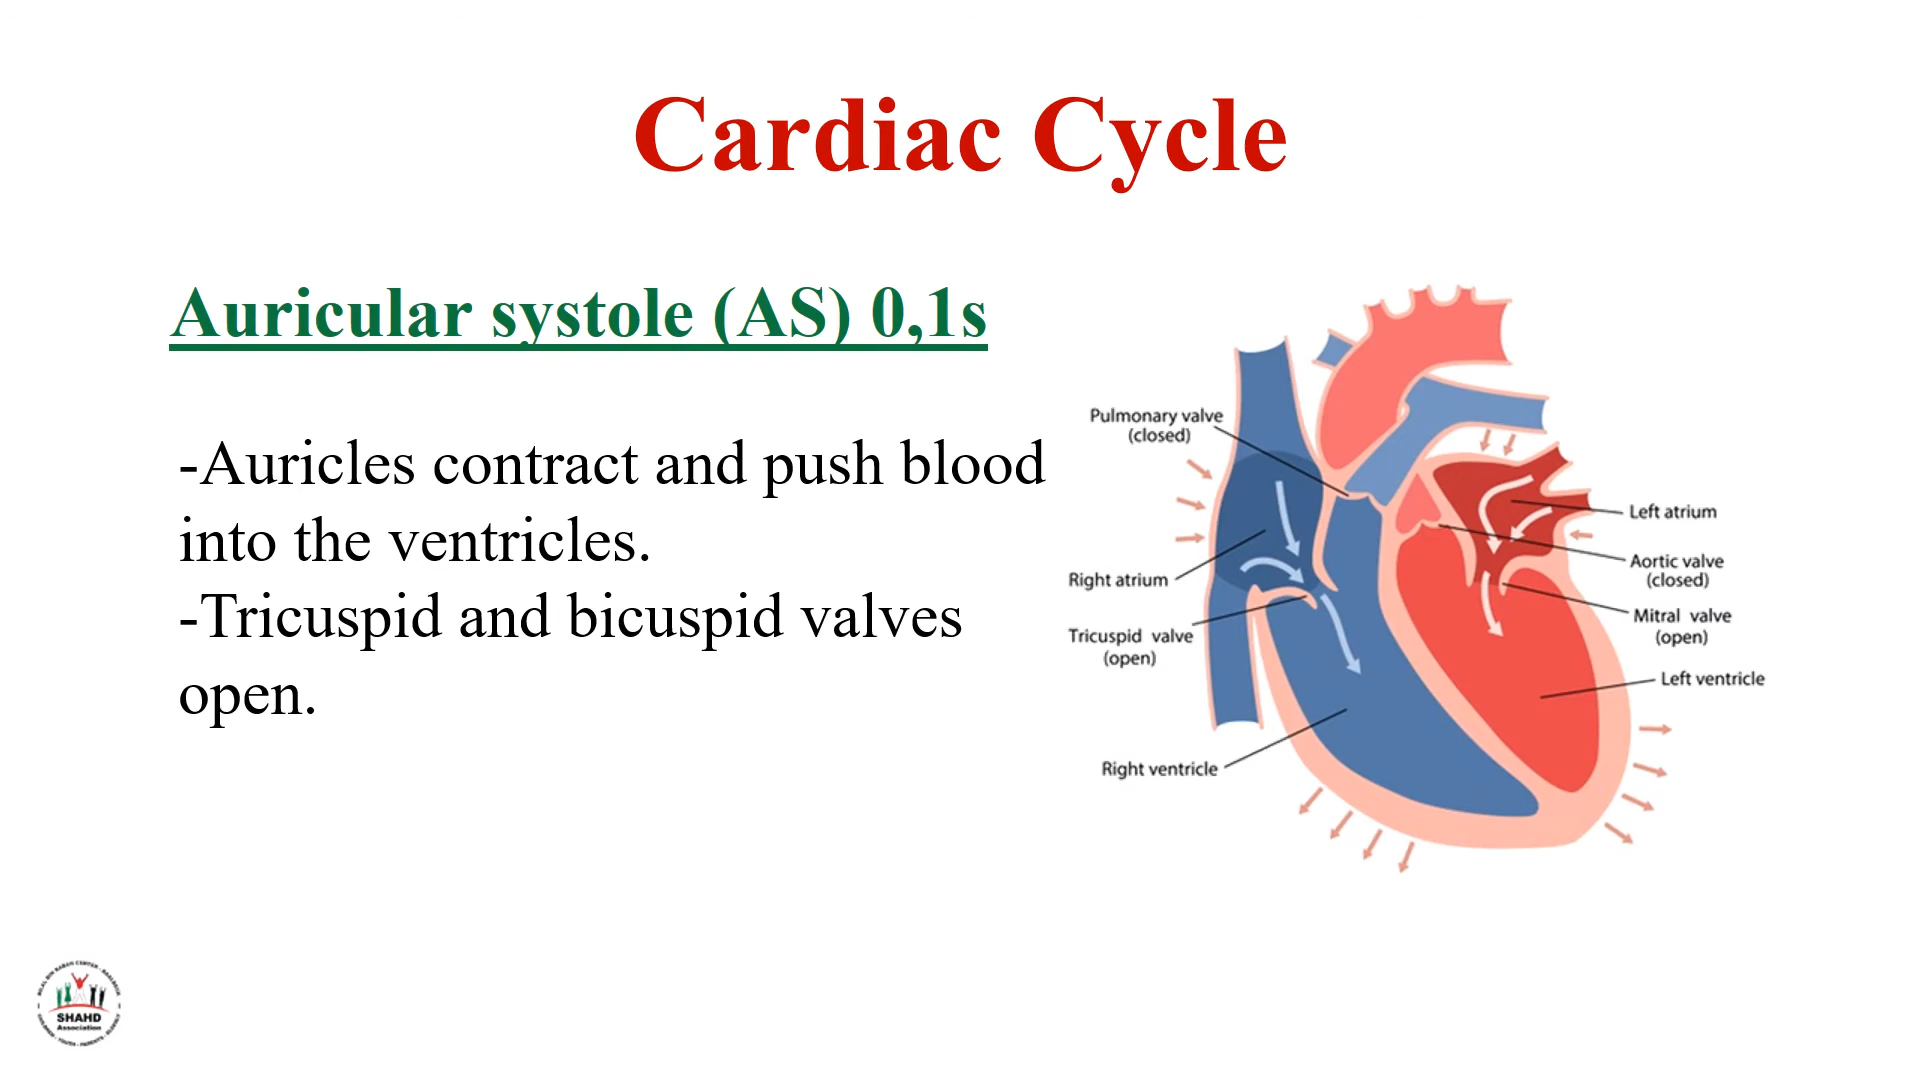 Cardiac Cycle
Auricular systole (AS) 0,1s
-Auricles contract and push blood
into the ventricles.
-Tricuspid and bicuspid valves
open.
Pulmonary valve
(closed)
Left atrium
Aortic valve
(closed)
Right atrium
Mitral valve
(open)
Tricuspid valve
(open)
Left ventricle
Right ventricle
SHAHD
Association